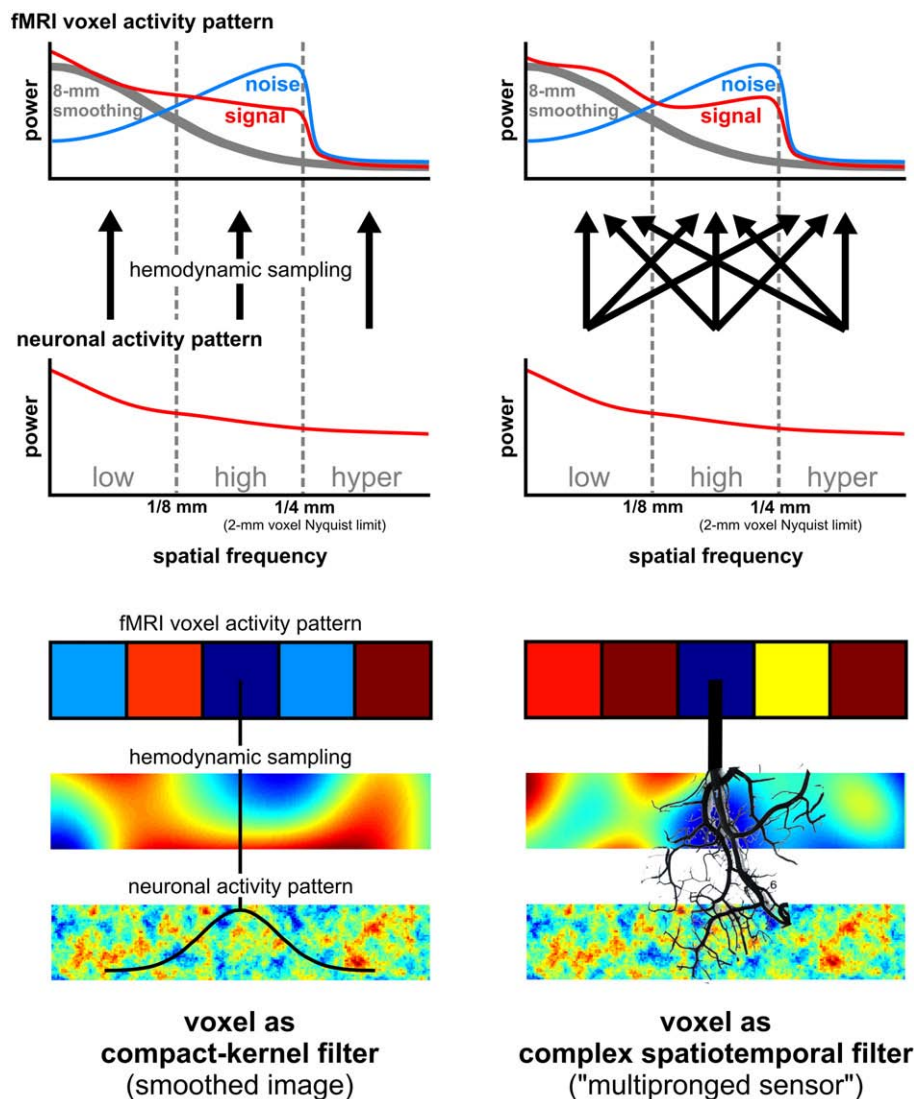 fMRI voxel activity pattern
power
8-mm
smoothing
noise
signal
power
8-mm
smoothing
noise
signal
hemodynamic sampling
neuronal activity pattern
power
low
high
hyper
1/8 mm
1/4 mm
(2-mm voxel Nyquist limit)
spatial frequency
power
low
high
hyper
1/8 mm
1/4 mm
(2-mm voxel Nyquist limit)
spatial frequency
fMRI voxel activity pattern
hemodynamic sampling
neuronal activity pattern
6
voxel as
compact-kernel filter
(smoothed image)
voxel as
complex spatiotemporal filter
("multipronged sensor")